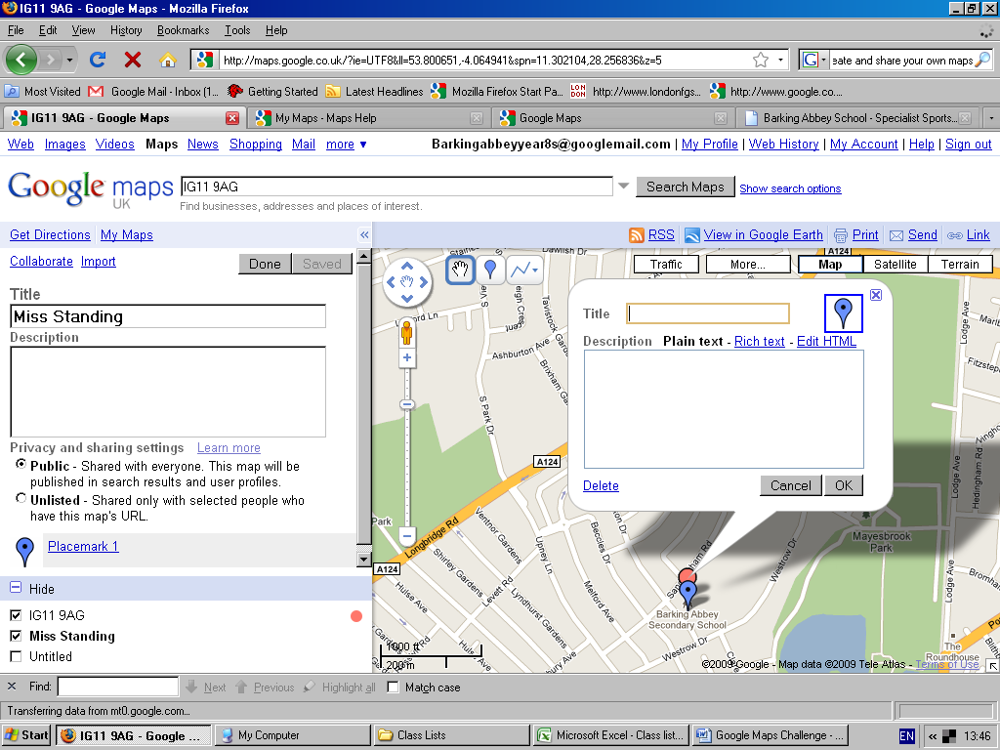 IG11 9AG - Google Maps - Mozilla Firefox
File Edit View History Bookmarks Tools Help
http://maps.google.co.uk/?ie=UTF8&ll=53.800651,-4.064941&spn=11.302104,28.256836&z=5
eate and share your own maps
Most Visited Google Mail - Inbox (1... Getting Started Latest Headlines Mozilla Firefox Start Pa... LON DON http://www.londonfgs... http://www.google.co....
IG11 9AG - Google Maps My Maps - Maps Help Google Maps Barking Abbey School - Specialist Sports...
Web Images Videos Maps News Shopping Mail more ▼ Barkingabbeyyear8s@googlemail.com | My Profile | Web History | My Account | Help | Sign out
Google maps UK
IG11 9AG
Search Maps
Show search options
Find businesses, addresses and places of interest.
Get Directions My Maps «
RSS View in Google Earth Print Send Link
Collaborate Import Done Saved
Title
Miss Standing
Description
Privacy and sharing settings Learn more
Public - Shared with everyone. This map will be
published in search results and user profiles.
Unlisted - Shared only with selected people who
have this map's URL.
Placemark 1
Hide
IG11 9AG
Miss Standing
Untitled
Traffic More... Map Satellite Terrain
A124
Dawlish Dr
Title
Description Plain text - Rich text - Edit HTML
Delete Cancel OK
Ashburton Ave
Tavistock Gardens
S Park Dr
A124
Longbridge Rd
A124
Park
Ventnor Gardens
Shirley Gardens
Levett Rd
Lyndhurst Gardens
Upney Ln
Beccles Dr
Melford Ave
Hulse Ave
Westrow Dr
Westrow Dr
Barking Abbey
Secondary School
Mayesbrook
Park
Lodge Ave
Lodge Ave
Lodge Ave
Hedingham Rd
The
Roundhouse
1000 ft
200 m
©2009 Google - Map data ©2009 Tele Atlas - Terms of Use
Find: Next Previous Highlight all Match case
Transferring data from mt0.google.com...
Start IG11 9AG - Google ... My Computer Class Lists Microsoft Excel - Class list... Google Maps Challenge - ... EN « 13:46